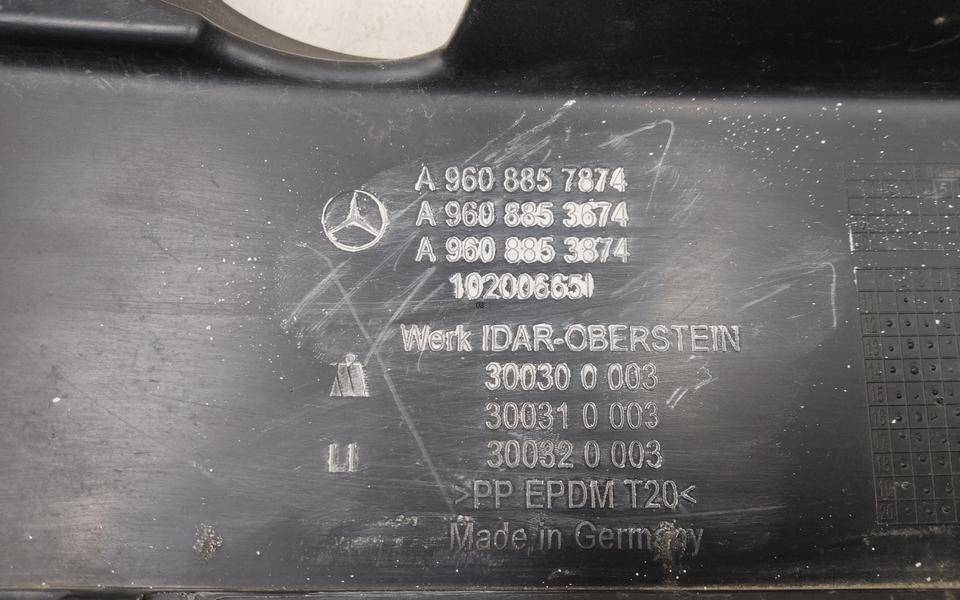 A 960 885 7874
A 960 885 3674
A 960 885 3874
102006651
Werk IDAR-OBERSTEIN
30030 0 003
30031 0 003
30032 0 003
>PP EPDM T20<
Made in Germany